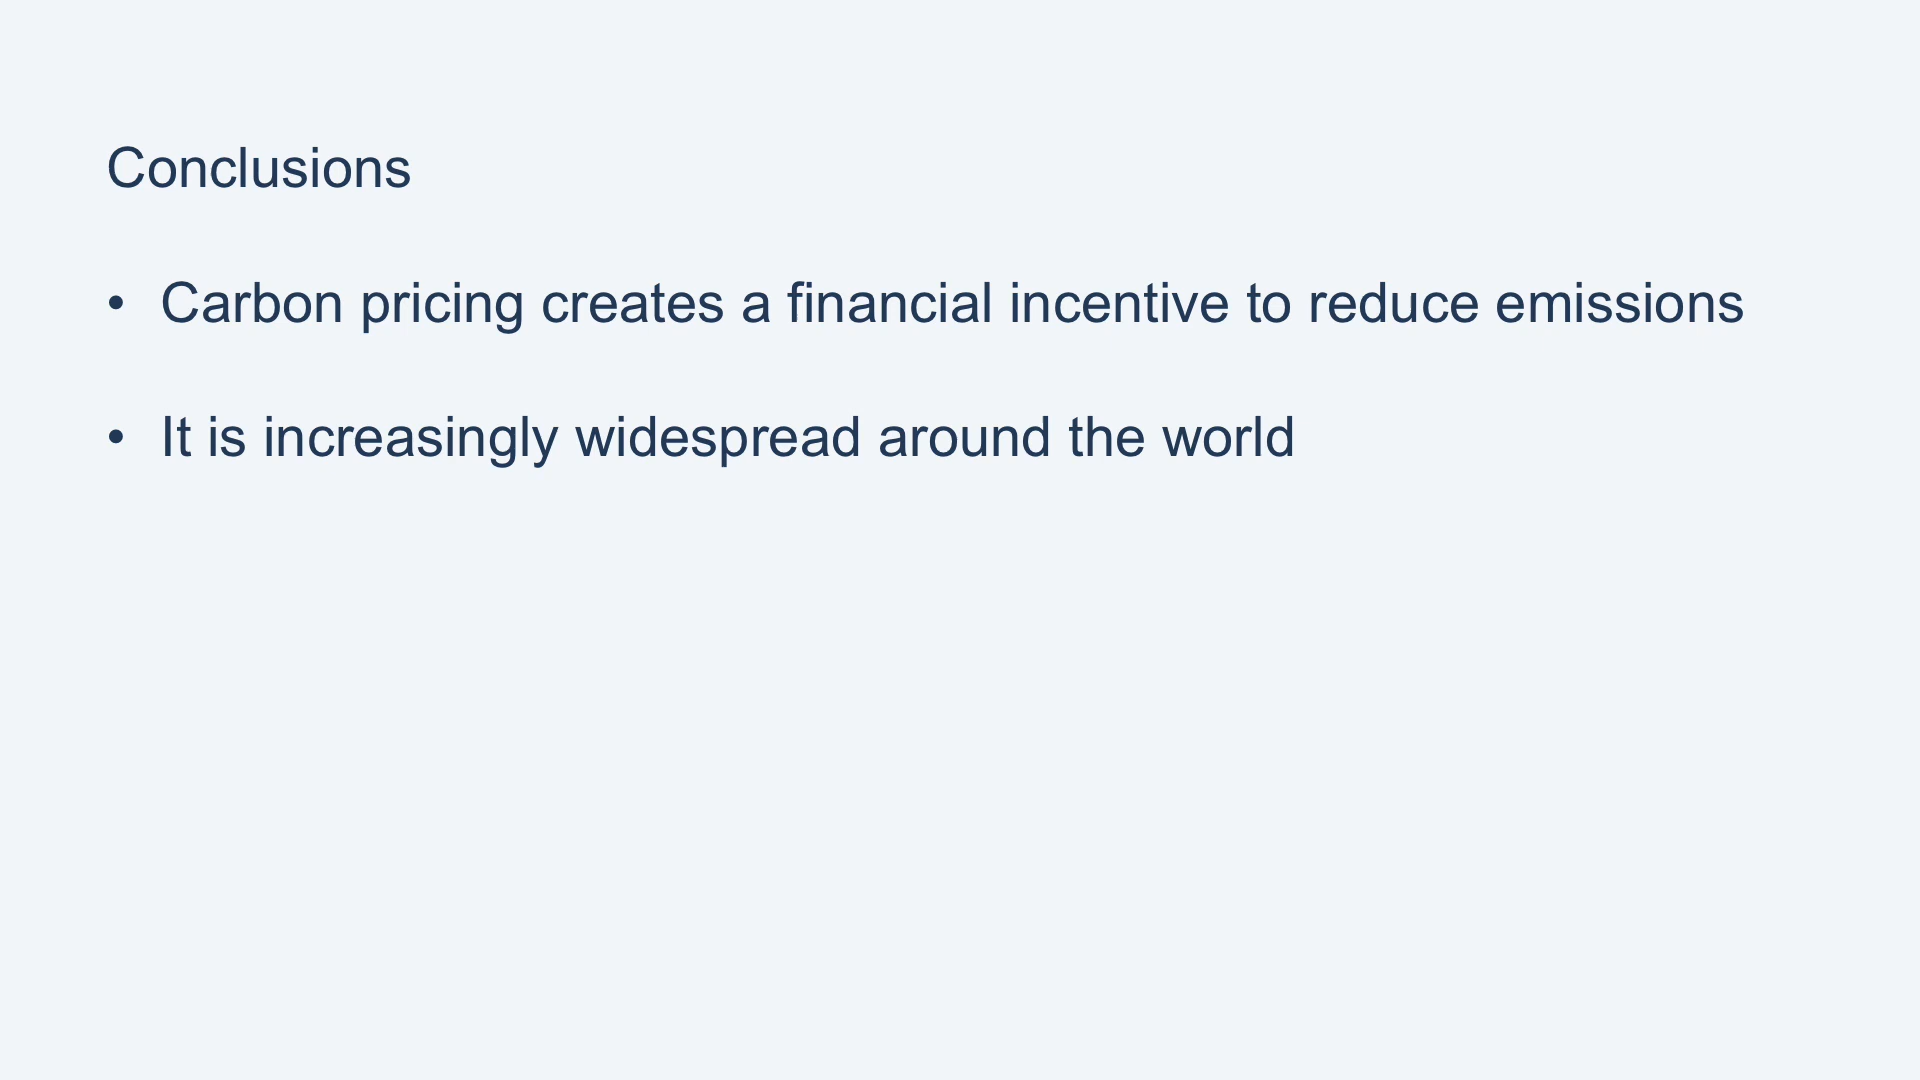 Conclusions
• Carbon pricing creates a financial incentive to reduce emissions
• It is increasingly widespread around the world